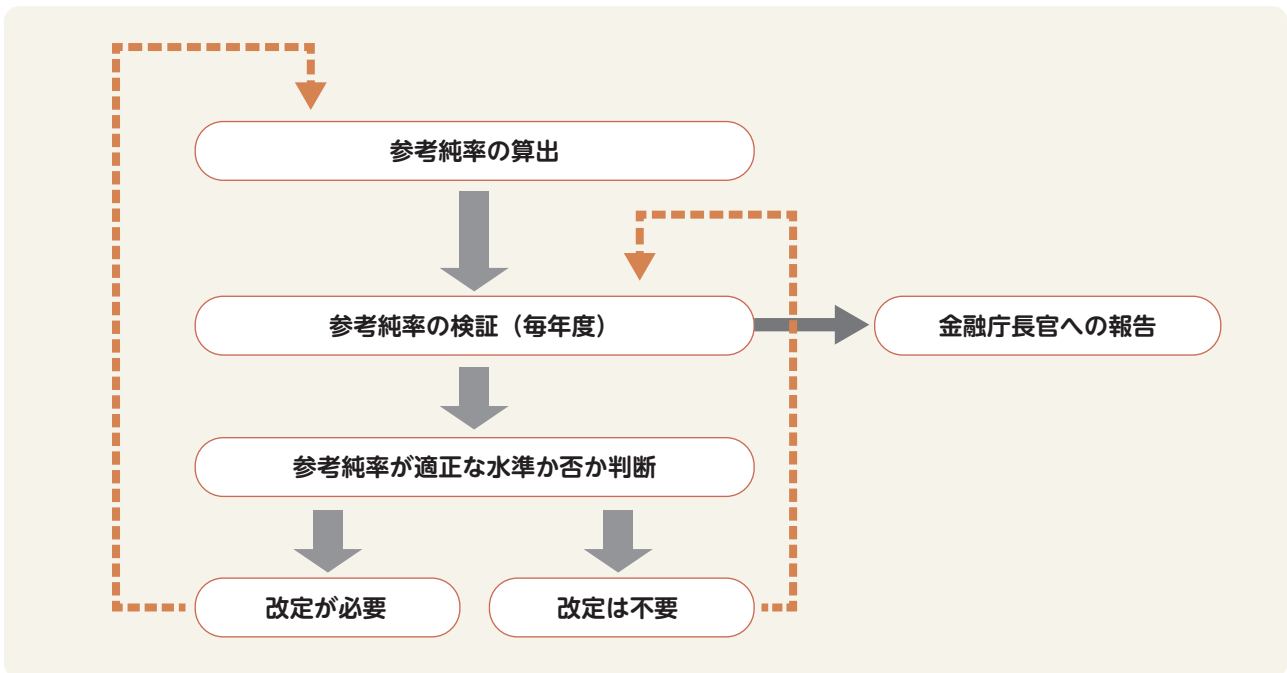 参考純率の算出
参考純率の検証（毎年度）
金融庁長官への報告
参考純率が適正な水準か否か判断
改定が必要
改定は不要